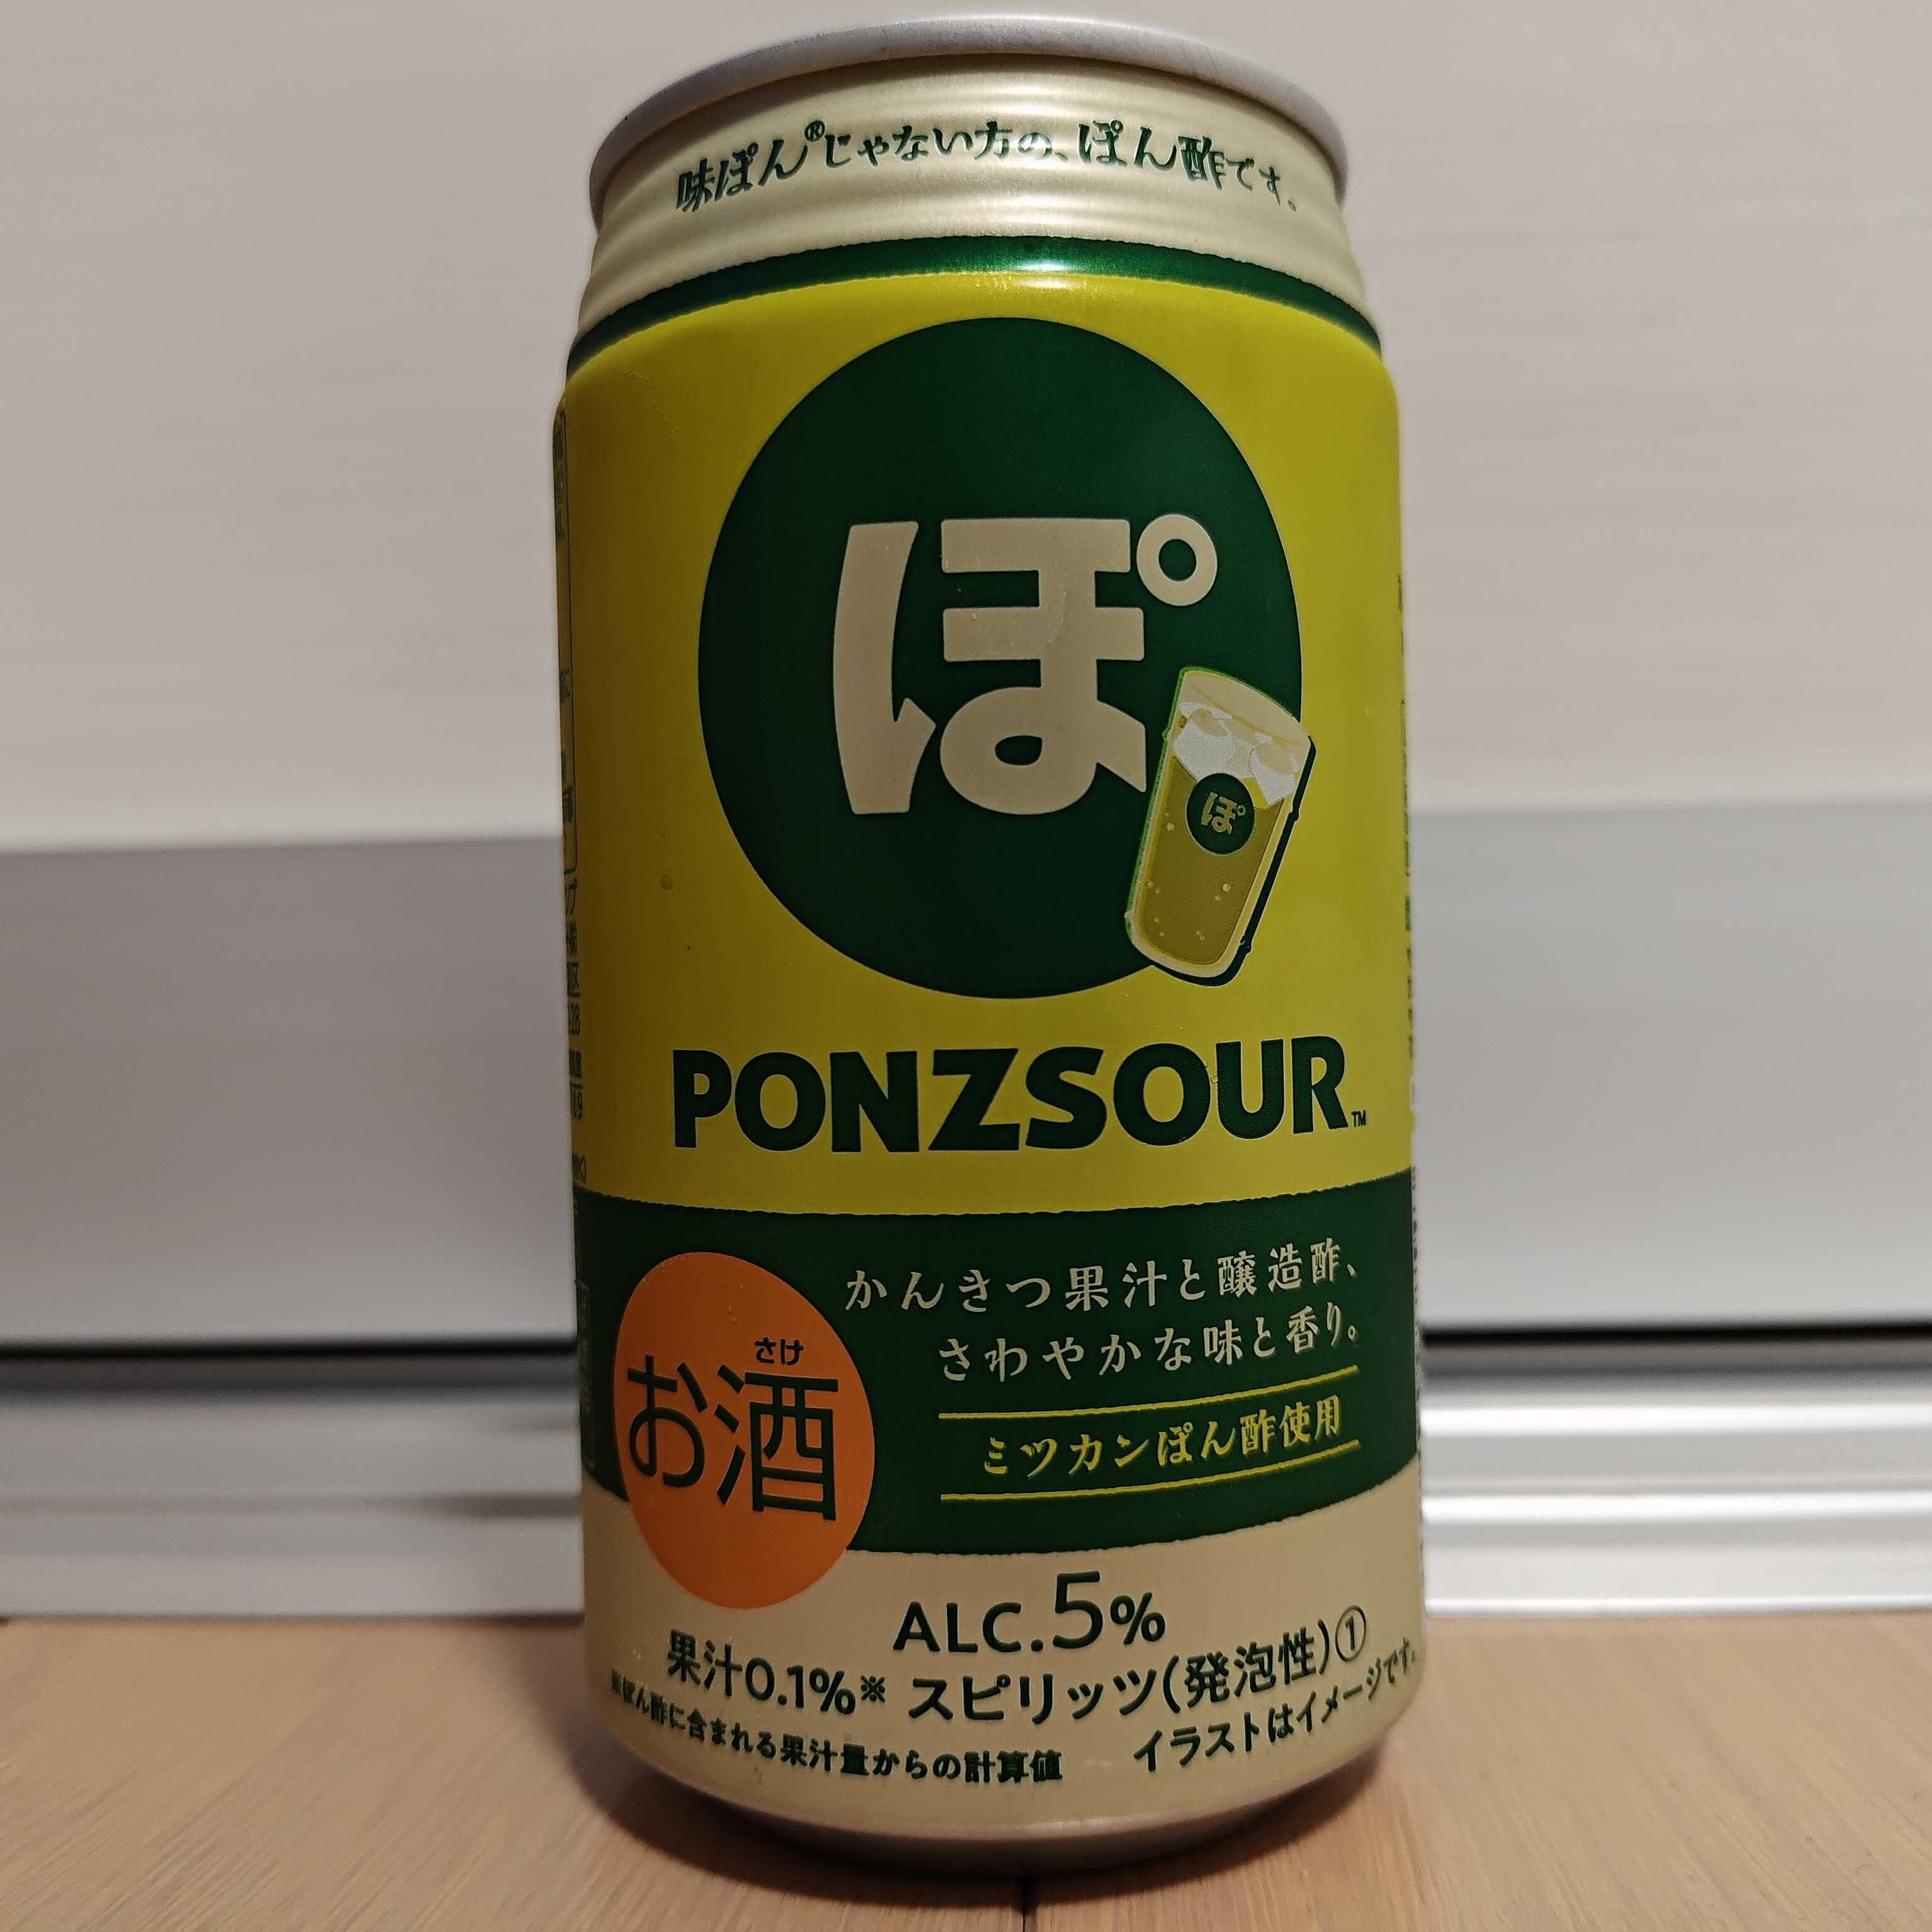 味ぽん®じゃない方の、ぽん酢です。
ぽ
ぽ
PONZSOUR™
かんきつ果汁と醸造酢、
さわやかな味と香り。
ミツカンぽん酢使用
さけ
お酒
ALC.5%
果汁0.1%※ スピリッツ(発泡性)①
※ぽん酢に含まれる果汁量からの計算値 イラストはイメージです。